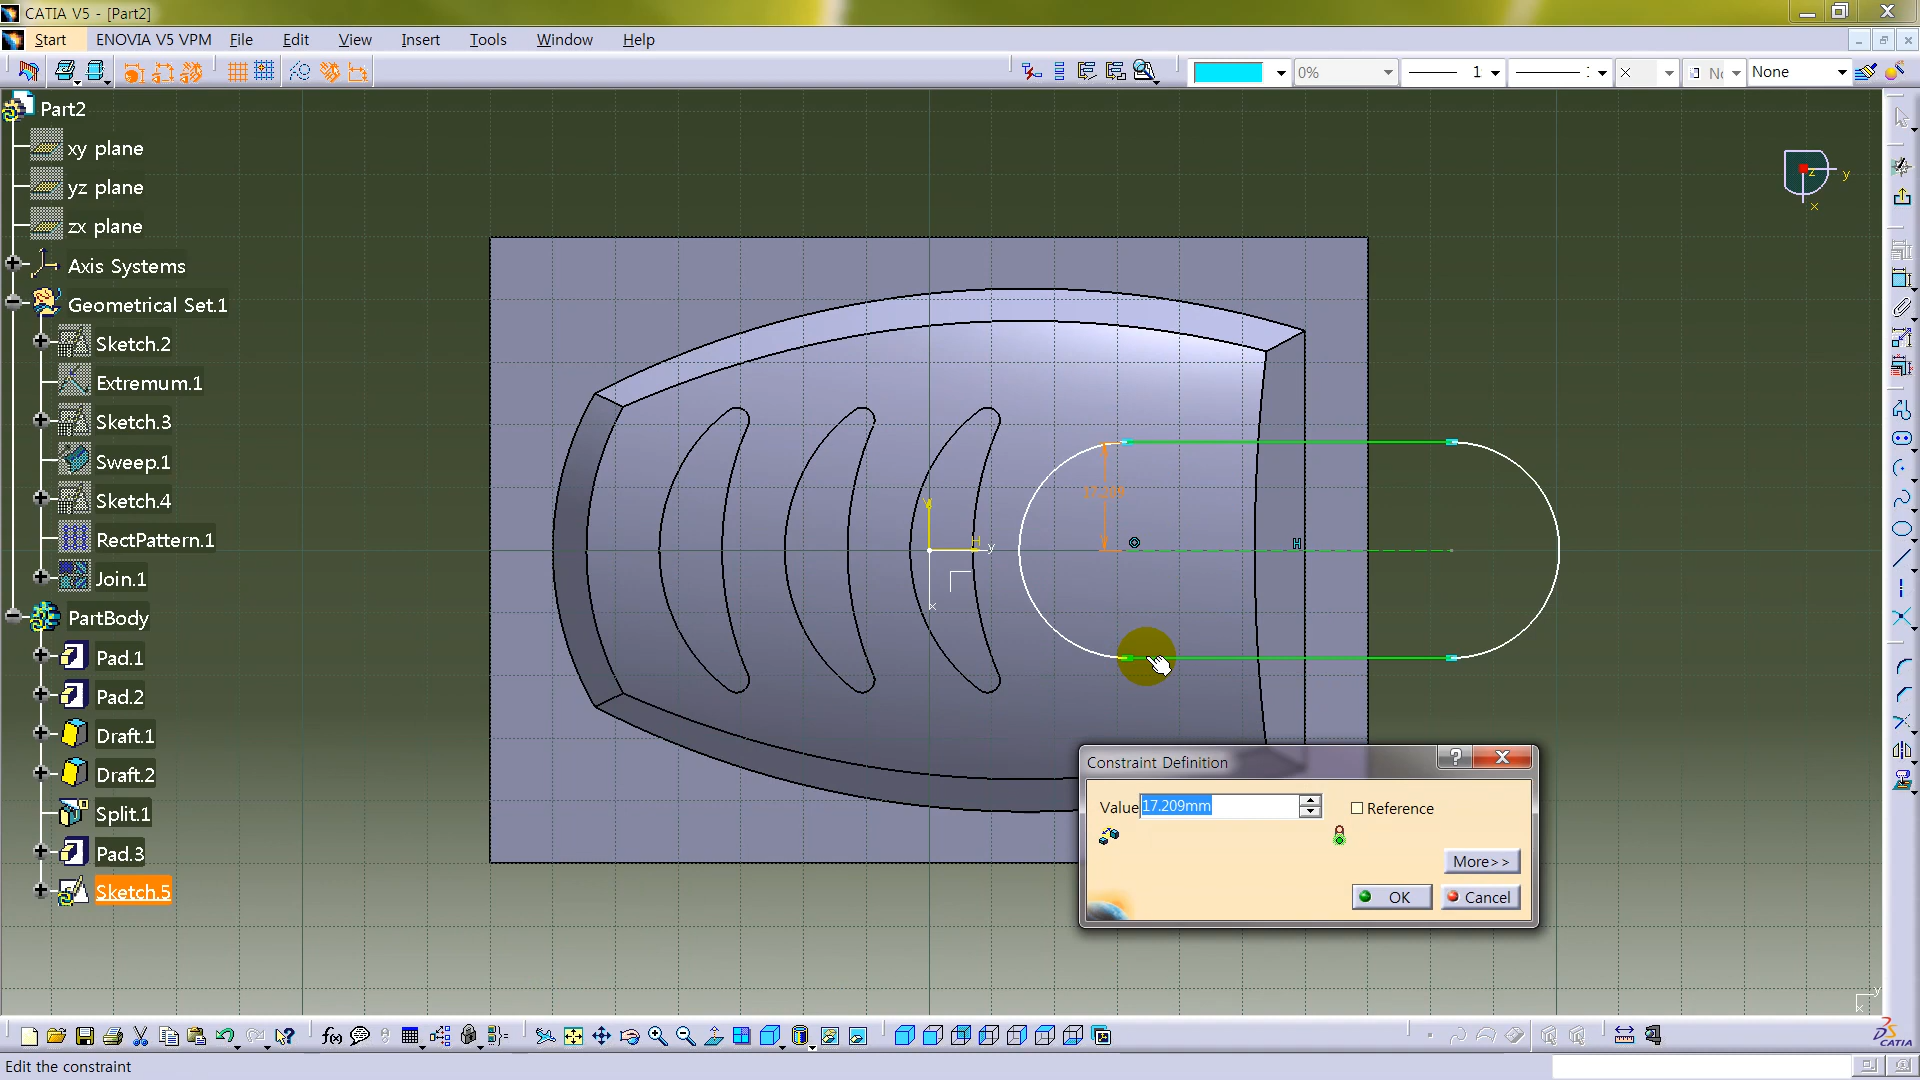 CATIA V5 - [Part2]
Start ENOVIA V5 VPM File Edit View Insert Tools Window Help
0% 1 : None
Part2
xy plane
yz plane
zx plane
Axis Systems
Geometrical Set.1
Sketch.2
Extremum.1
Sketch.3
Sweep.1
Sketch.4
RectPattern.1
Join.1
PartBody
Pad.1
Pad.2
Draft.1
Draft.2
Split.1
Pad.3
Sketch.5
z y
x
17.209
V
H y
x
H
Constraint Definition
Value 17.209mm Reference
More>>
OK Cancel
y
x
f(x)
CATIA
Edit the constraint